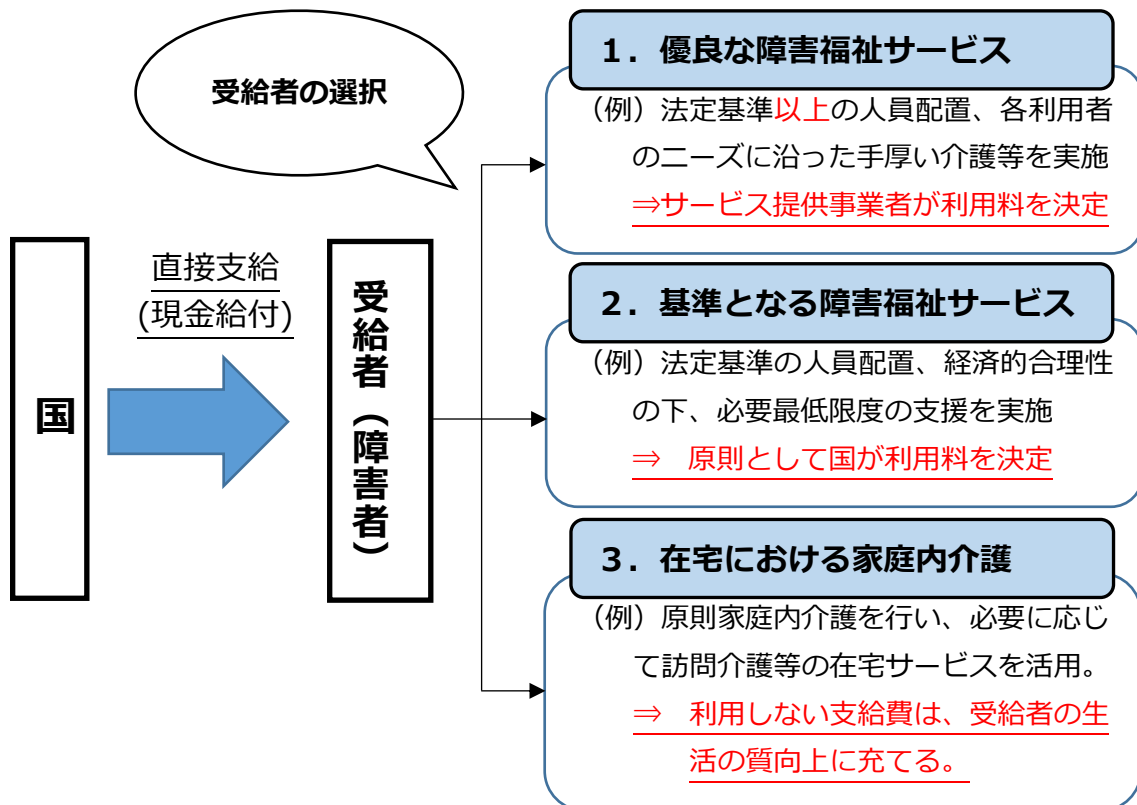 受給者の選択
国
直接支給
(現金給付)
受給者（障害者）
１．優良な障害福祉サービス
（例）法定基準以上の人員配置、各利用者
のニーズに沿った手厚い介護等を実施
⇒サービス提供事業者が利用料を決定
２．基準となる障害福祉サービス
（例）法定基準の人員配置、経済的合理性
の下、必要最低限度の支援を実施
⇒　原則として国が利用料を決定
３．在宅における家庭内介護
（例）原則家庭内介護を行い、必要に応じ
て訪問介護等の在宅サービスを活用。
⇒　利用しない支給費は、受給者の生
活の質向上に充てる。